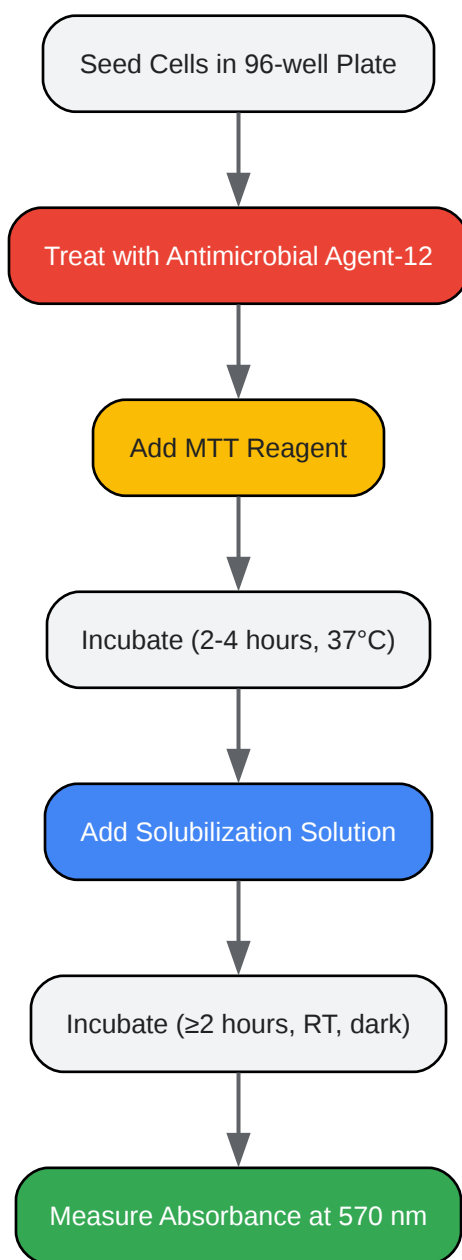 Seed Cells in 96-well Plate
Treat with Antimicrobial Agent-12
Add MTT Reagent
Incubate (2-4 hours, 37°C)
Add Solubilization Solution
Incubate (≥2 hours, RT, dark)
Measure Absorbance at 570 nm